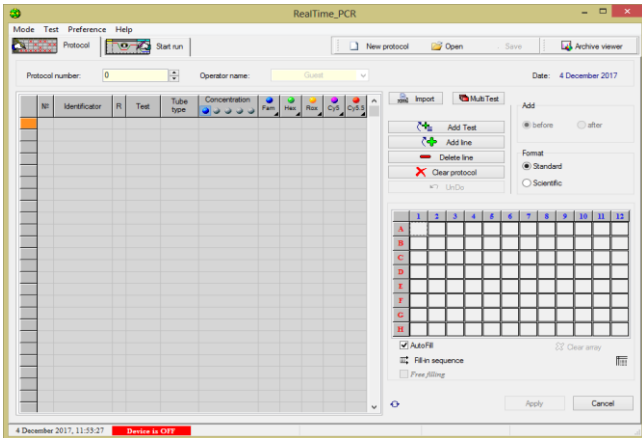 RealTime_PCR
Mode Test Preference Help
Protocol Start run New protocol Open Save Archive viewer
Protocol number: 0 Operator name: Guest Date: 4 December 2017
№ Identificator R Test Tube type Concentration Fam Hex Rox Cy5 Cy5.5
Import Multi Test
Add Test
Add line
Delete line
Clear protocol
UnDo
Add
before after
Format
Standard
Scientific
1 2 3 4 5 6 7 8 9 10 11 12
A
B
C
D
E
F
G
H
AutoFill Clear array
Fill-in sequence
Free filling
Apply Cancel
4 December 2017, 11:53:27 Device is OFF